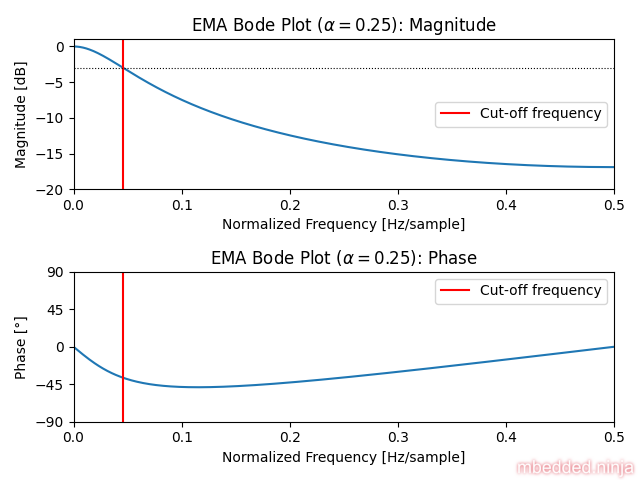 EMA Bode Plot (α = 0.25): Magnitude
Magnitude [dB]
0
−5
−10
−15
−20
Cut-off frequency
0.0 0.1 0.2 0.3 0.4 0.5
Normalized Frequency [Hz/sample]
EMA Bode Plot (α = 0.25): Phase
Phase [°]
90
45
0
−45
−90
Cut-off frequency
0.0 0.1 0.2 0.3 0.4 0.5
Normalized Frequency [Hz/sample]
mbedded.ninja